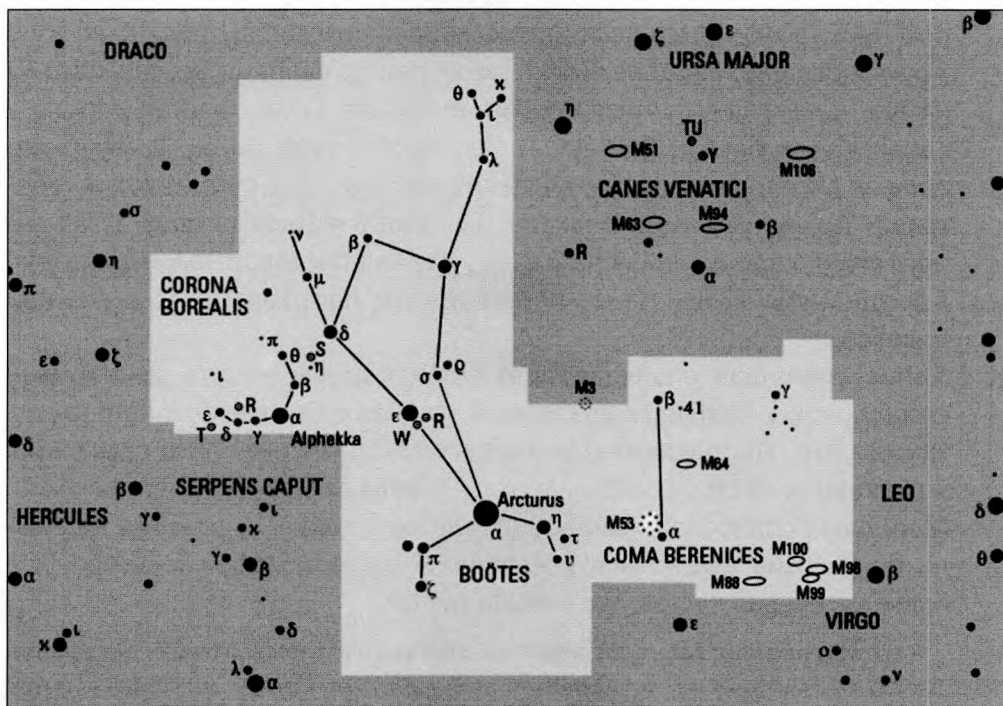 DRACO
ζ ε β
URSA MAJOR
γ
θ κ
ι
η
TU
γ
M51
M106
λ
CANES VENATICI
σ
M63 M94
β
ν
β
γ
R
α
η
μ
π
CORONA
BOREALIS
δ
ε ζ
π
θ S
η
ι
β
σ ρ
M3
β
41
γ
ε R
T δ γ α
Alphekka
ε R
W
M64
δ
SERPENS CAPUT
LEO
β
HERCULES
γ
ι
κ
Arcturus
α
η
τ
υ
M53
α
COMA BERENICES
δ
γ
β
π
ζ
BOÖTES
M100
M98
M88
M99
β
θ
α
ε
VIRGO
κ ι
δ
ο
ν
λ
α